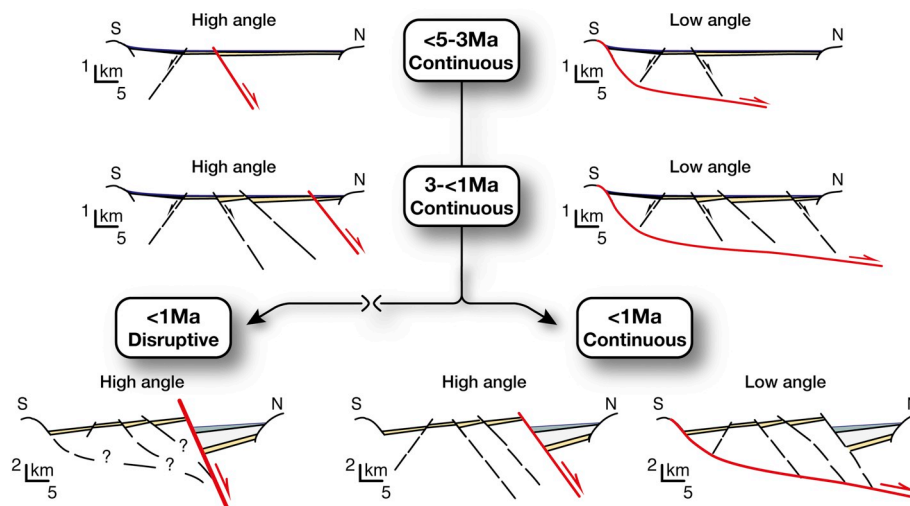 High angle
S
N
1
km
5
<5-3Ma
Continuous
Low angle
S
N
1
km
5
High angle
S
N
1
km
5
3-<1Ma
Continuous
Low angle
S
N
1
km
5
<1Ma
Disruptive
<1Ma
Continuous
High angle
S
N
?
?
?
2
km
5
High angle
S
N
2
km
5
Low angle
S
N
2
km
5